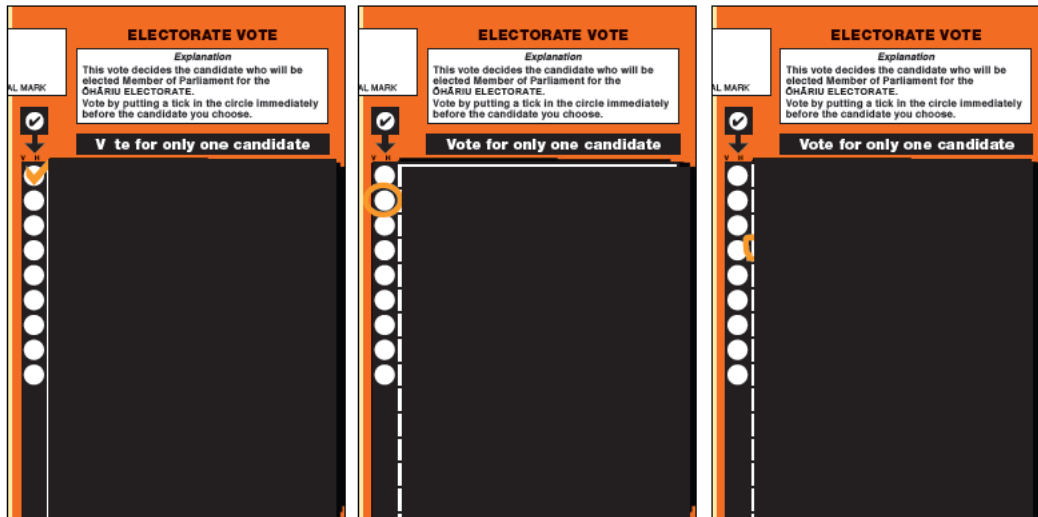 ELECTORATE VOTE
Explanation
This vote decides the candidate who will be
elected Member of Parliament for the
ŌHĀRIU ELECTORATE.
Vote by putting a tick in the circle immediately
before the candidate you choose.
AL MARK
V te for only one candidate
V H
ELECTORATE VOTE
Explanation
This vote decides the candidate who will be
elected Member of Parliament for the
ŌHĀRIU ELECTORATE.
Vote by putting a tick in the circle immediately
before the candidate you choose.
AL MARK
Vote for only one candidate
V H
ELECTORATE VOTE
Explanation
This vote decides the candidate who will be
elected Member of Parliament for the
ŌHĀRIU ELECTORATE.
Vote by putting a tick in the circle immediately
before the candidate you choose.
AL MARK
Vote for only one candidate
V H